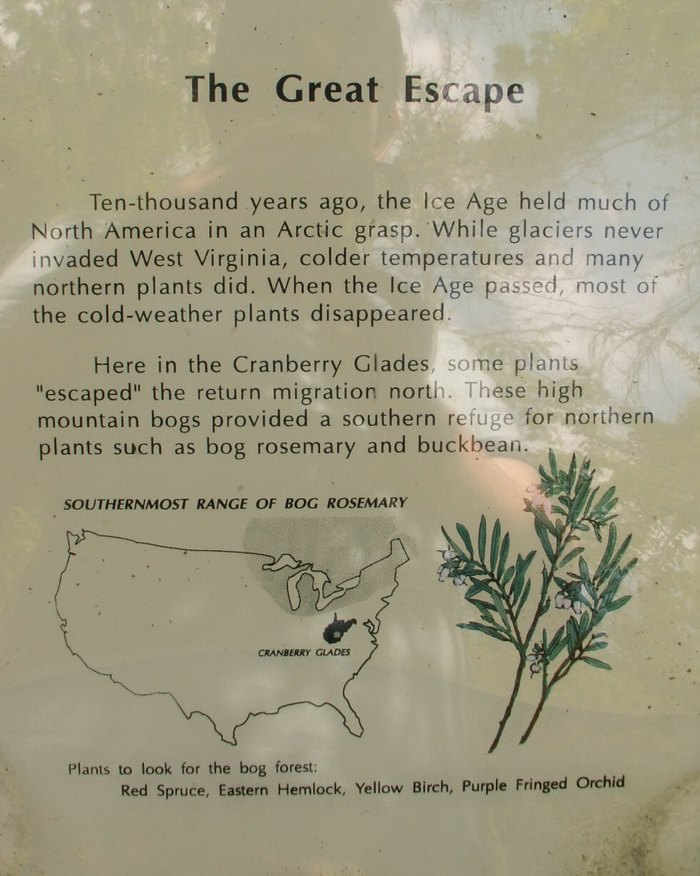 The Great Escape
Ten-thousand years ago, the Ice Age held much of
North America in an Arctic grasp. While glaciers never
invaded West Virginia, colder temperatures and many
northern plants did. When the Ice Age passed, most of
the cold-weather plants disappeared.
Here in the Cranberry Glades, some plants
"escaped" the return migration north. These high
mountain bogs provided a southern refuge for northern
plants such as bog rosemary and buckbean.
SOUTHERNMOST RANGE OF BOG ROSEMARY
CRANBERRY GLADES
Plants to look for the bog forest:
Red Spruce, Eastern Hemlock, Yellow Birch, Purple Fringed Orchid